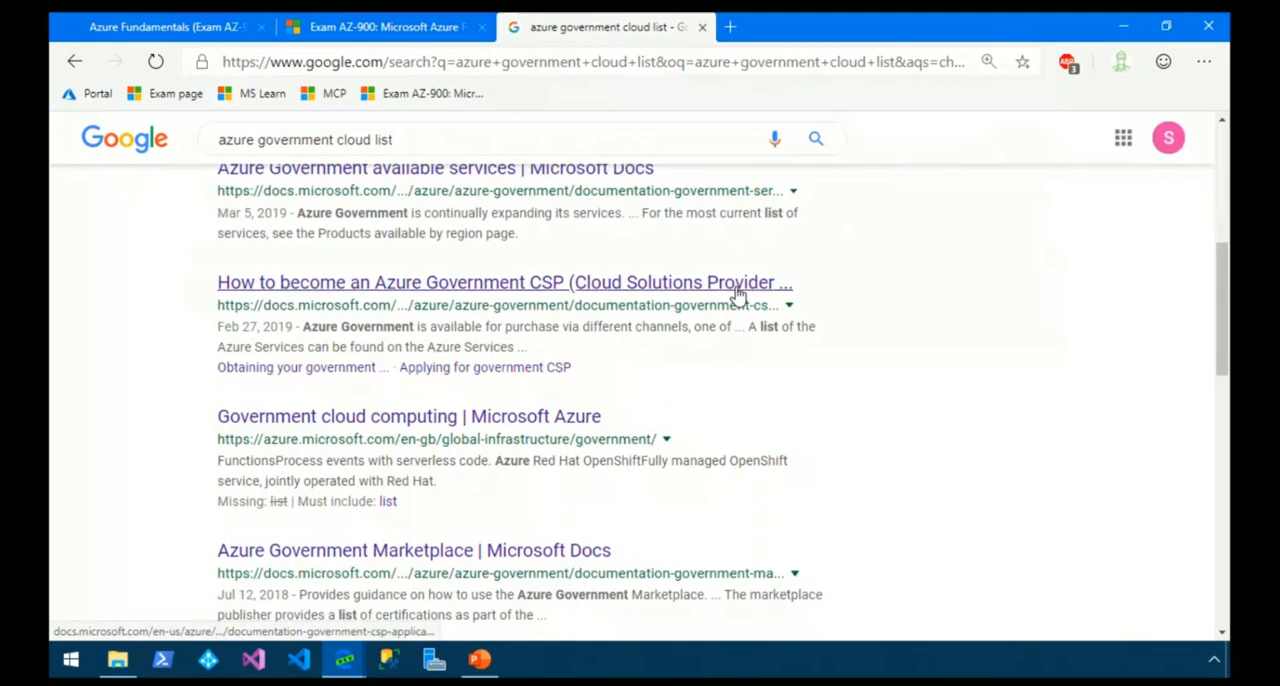 Azure Fundamentals (Exam AZ-9
Exam AZ-900: Microsoft Azure F
azure government cloud list - Go
https://www.google.com/search?q=azure+government+cloud+list&oq=azure+government+cloud+list&aqs=ch...
3
Portal
Exam page
MS Learn
MCP
Exam AZ-900: Micr...
Google
azure government cloud list
S
Azure Government available services | Microsoft Docs
https://docs.microsoft.com/.../azure/azure-government/documentation-government-ser...
Mar 5, 2019 - Azure Government is continually expanding its services. ... For the most current list of
services, see the Products available by region page.
How to become an Azure Government CSP (Cloud Solutions Provider ...
https://docs.microsoft.com/.../azure/azure-government/documentation-government-cs...
Feb 27, 2019 - Azure Government is available for purchase via different channels, one of ... A list of the
Azure Services can be found on the Azure Services ...
Obtaining your government ... · Applying for government CSP
Government cloud computing | Microsoft Azure
https://azure.microsoft.com/en-gb/global-infrastructure/government/
FunctionsProcess events with serverless code. Azure Red Hat OpenShiftFully managed OpenShift
service, jointly operated with Red Hat.
Missing: list | Must include: list
Azure Government Marketplace | Microsoft Docs
https://docs.microsoft.com/.../azure/azure-government/documentation-government-ma...
Jul 12, 2018 - Provides guidance on how to use the Azure Government Marketplace. ... The marketplace
publisher provides a list of certifications as part of the ...
docs.microsoft.com/en-us/azure/.../documentation-government-csp-applica...